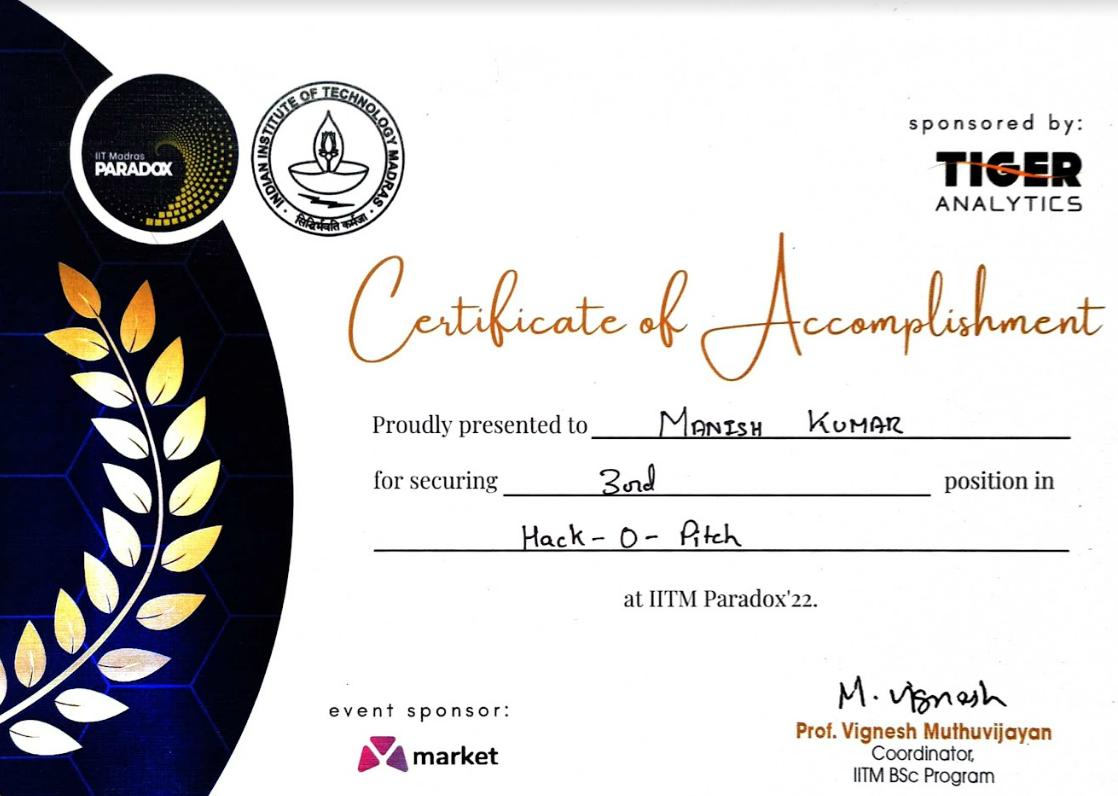 IIT Madras
PARADOX
INDIAN INSTITUTE OF TECHNOLOGY MADRAS
सिद्धिर्भवति कर्मजा
sponsored by:
TIGER
ANALYTICS
Certificate of Accomplishment
Proudly presented to MANISH KUMAR
for securing 3ord position in
Hack-O-Pitch
at IITM Paradox'22.
event sponsor:
market
M. Vignesh
Prof. Vignesh Muthuvijayan
Coordinator,
IITM BSc Program